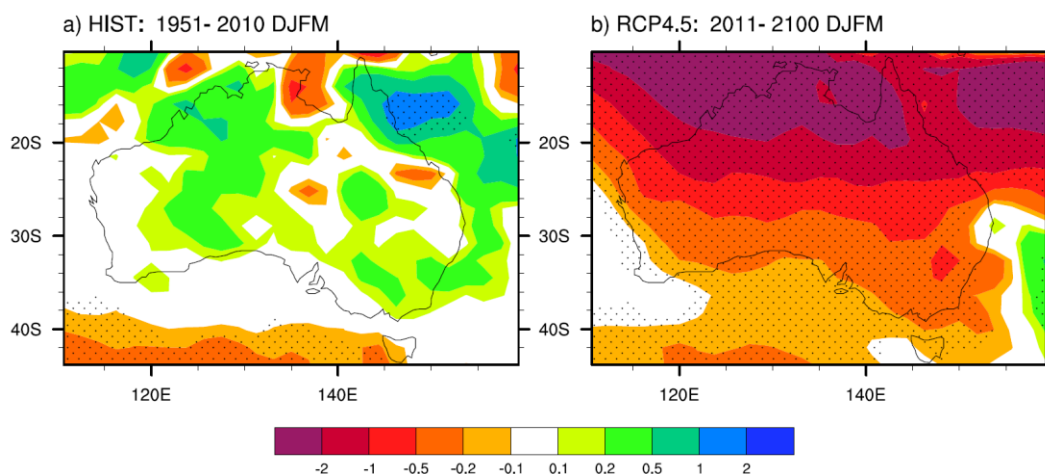 a) HIST: 1951- 2010 DJFM
b) RCP4.5: 2011- 2100 DJFM
20S
30S
40S
20S
30S
40S
120E 140E
120E 140E
-2 -1 -0.5 -0.2 -0.1 0.1 0.2 0.5 1 2